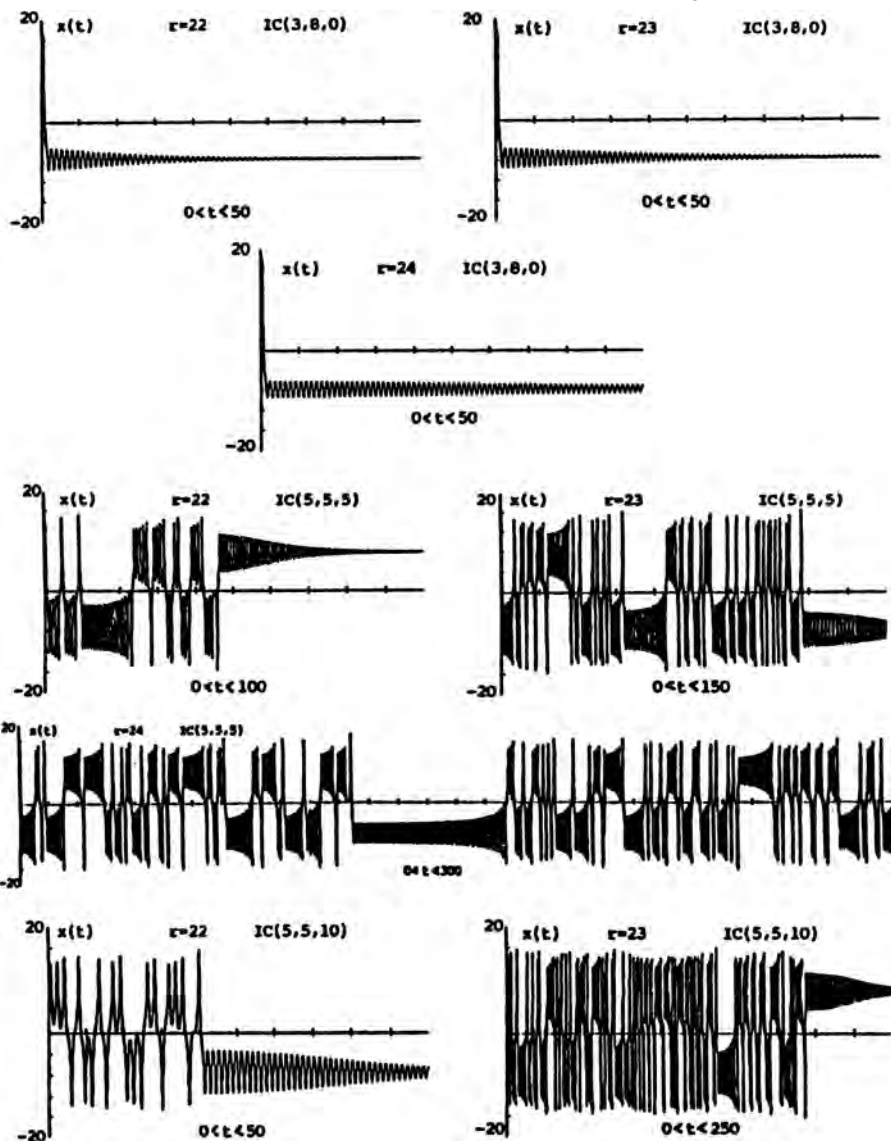 20 x(t) r=22 IC(3,8,0)
-20 0<t<50
20 x(t) r=23 IC(3,8,0)
-20 0<t<50
20 x(t) r=24 IC(3,8,0)
-20 0<t<50
20 x(t) r=22 IC(5,5,5)
-20 0<t<100
20 x(t) r=23 IC(5,5,5)
-20 0<t<150
20 x(t) r=24 IC(5,5,5)
-20 0<t<300
20 x(t) r=22 IC(5,5,10)
-20 0<t<50
20 x(t) r=23 IC(5,5,10)
-20 0<t<250